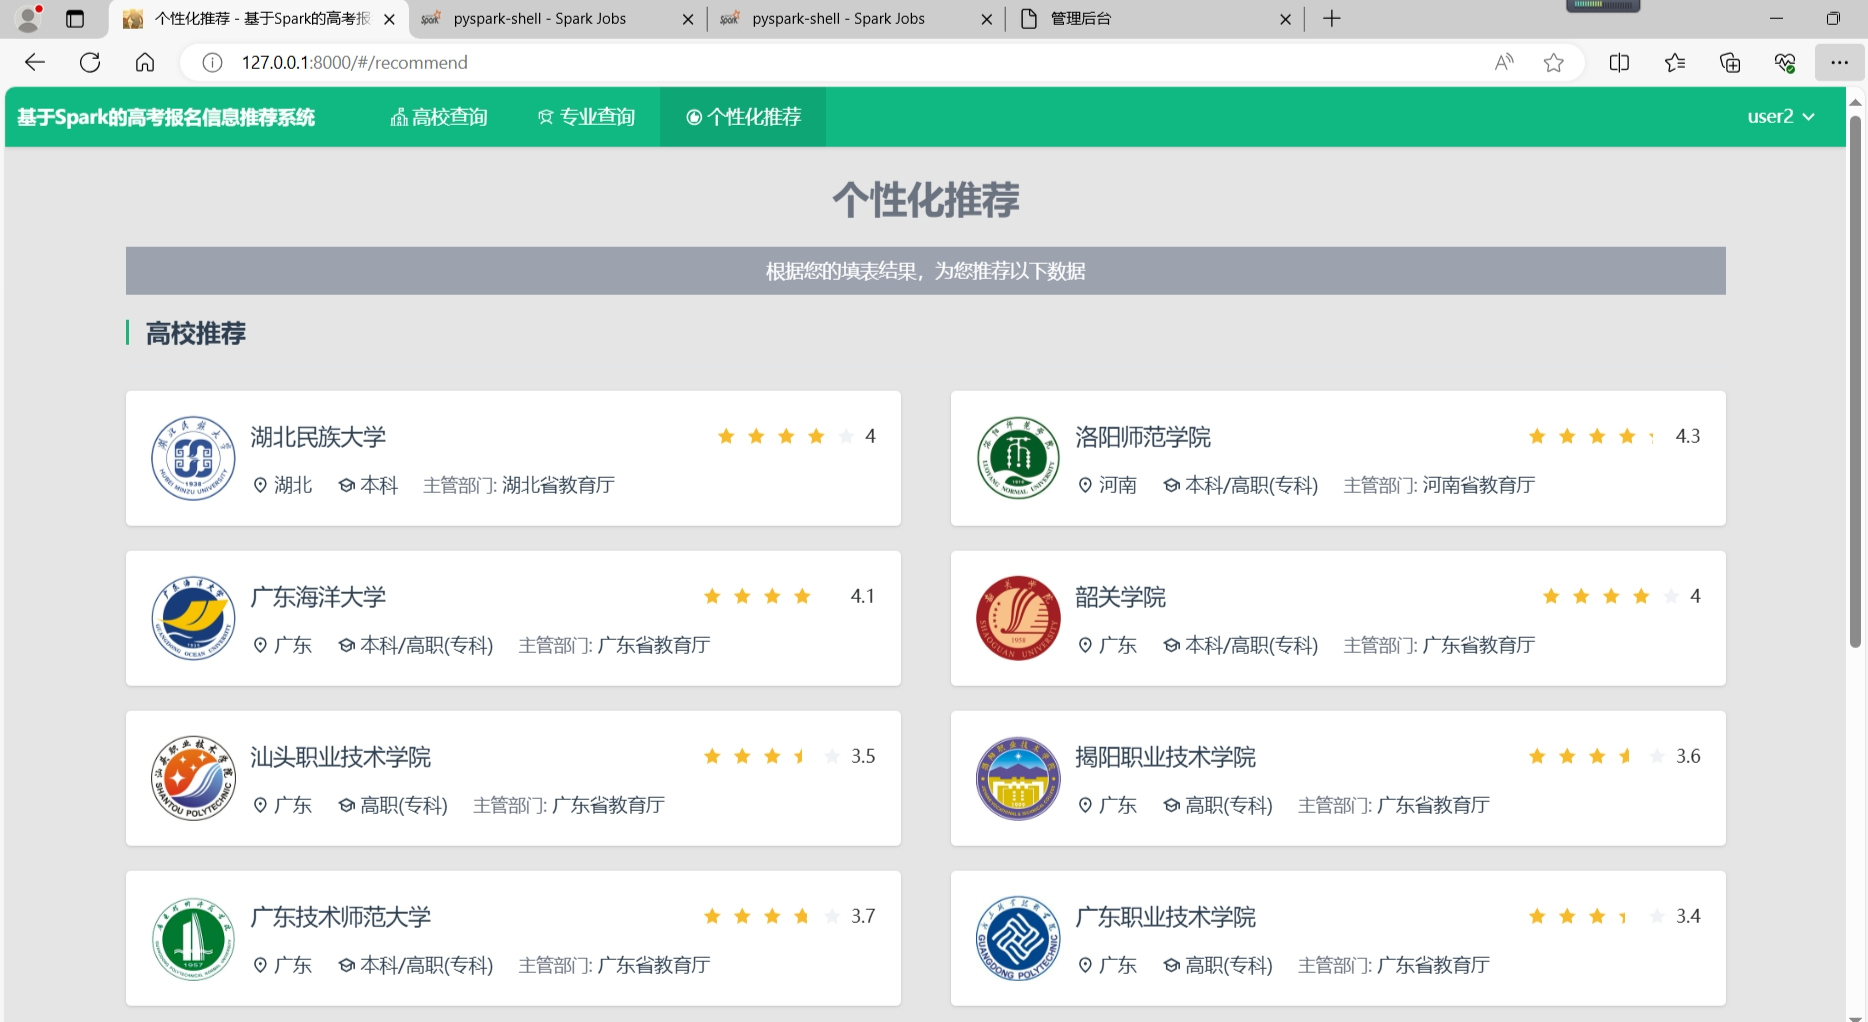 个性化推荐 - 基于Spark的高考报
pyspark-shell - Spark Jobs
pyspark-shell - Spark Jobs
管理后台
127.0.0.1:8000/#/recommend
基于Spark的高考报名信息推荐系统
高校查询
专业查询
个性化推荐
user2
个性化推荐
根据您的填表结果，为您推荐以下数据
高校推荐
湖北民族大学
4
湖北 本科 主管部门: 湖北省教育厅
洛阳师范学院
4.3
河南 本科/高职(专科) 主管部门: 河南省教育厅
广东海洋大学
4.1
广东 本科/高职(专科) 主管部门: 广东省教育厅
韶关学院
4
广东 本科/高职(专科) 主管部门: 广东省教育厅
汕头职业技术学院
3.5
广东 高职(专科) 主管部门: 广东省教育厅
揭阳职业技术学院
3.6
广东 高职(专科) 主管部门: 广东省教育厅
广东技术师范大学
3.7
广东 本科/高职(专科) 主管部门: 广东省教育厅
广东职业技术学院
3.4
广东 高职(专科) 主管部门: 广东省教育厅